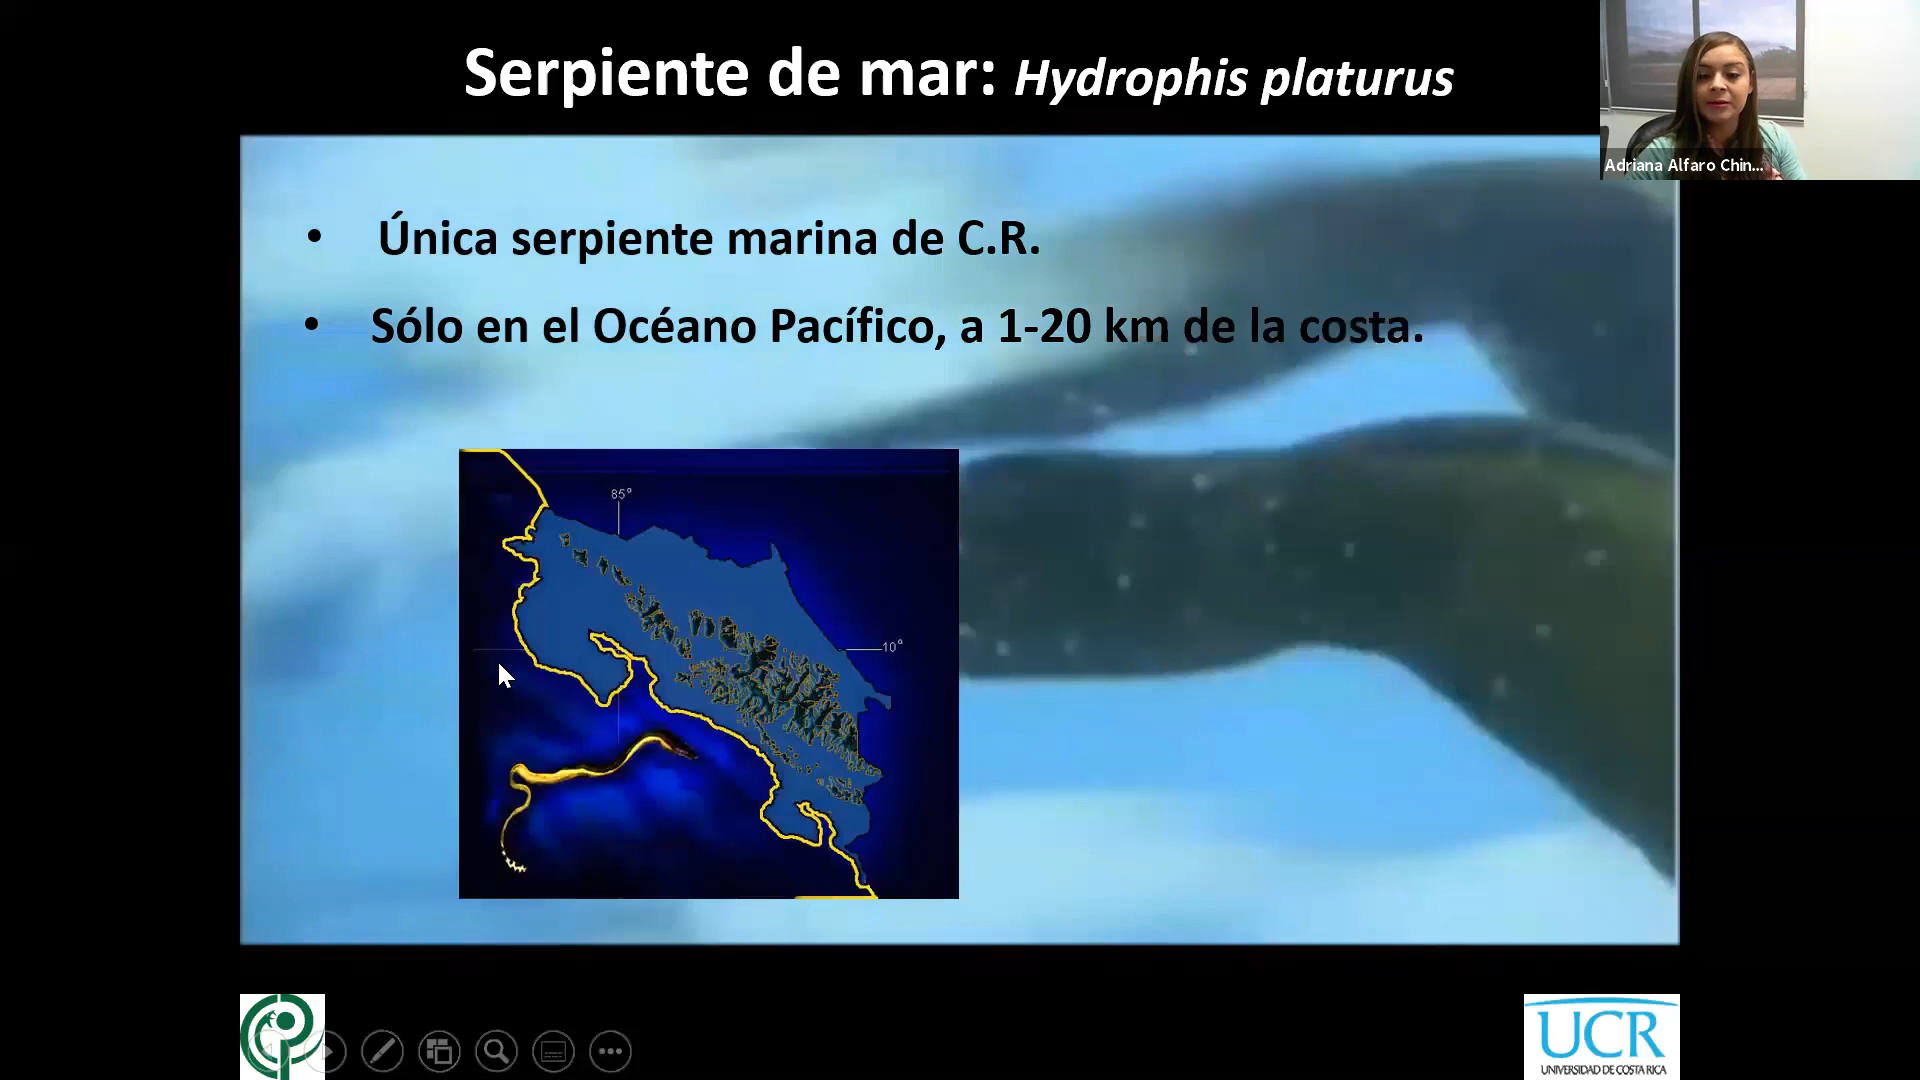 Serpiente de mar: Hydrophis platurus
Adriana Alfaro Chin...
• Única serpiente marina de C.R.
• Sólo en el Océano Pacífico, a 1-20 km de la costa.
85°
10°
UCR
UNIVERSIDAD DE COSTA RICA